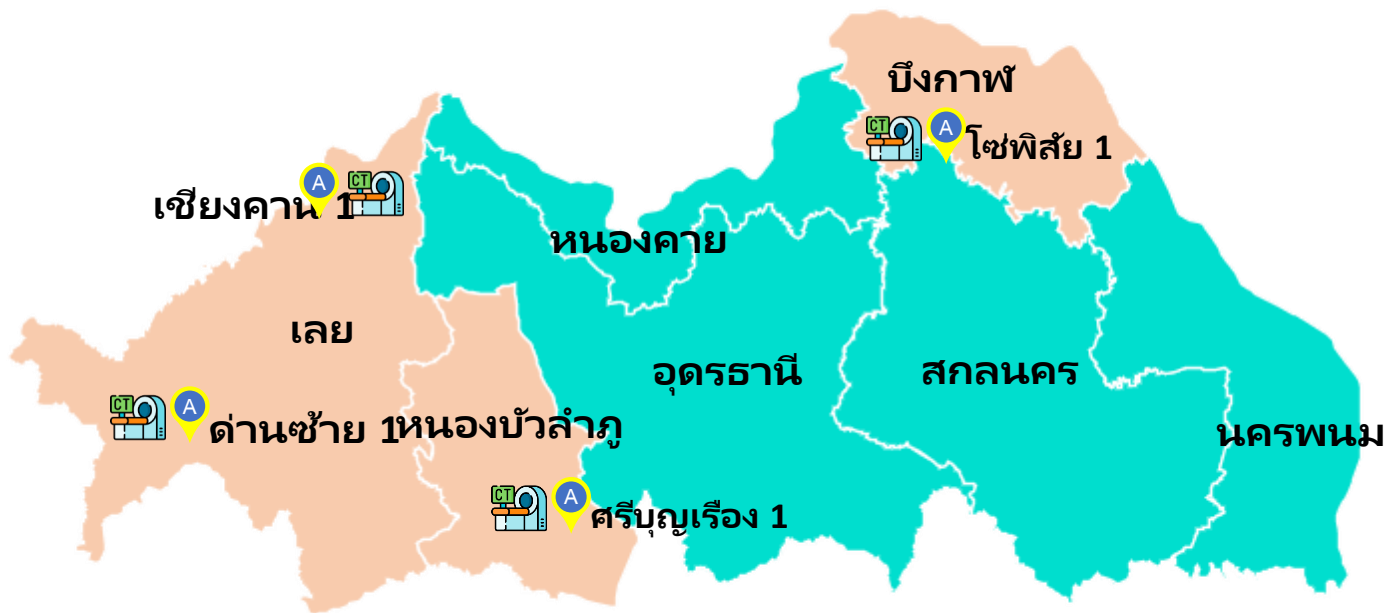 บึงกาฬ
CT
A
โซ่พิสัย 1
A
CT
เชียงคาน 1
หนองคาย
เลย
อุดรธานี
สกลนคร
CT
A
ด่านซ้าย 1
หนองบัวลำภู
นครพนม
CT
A
ศรีบุญเรือง 1